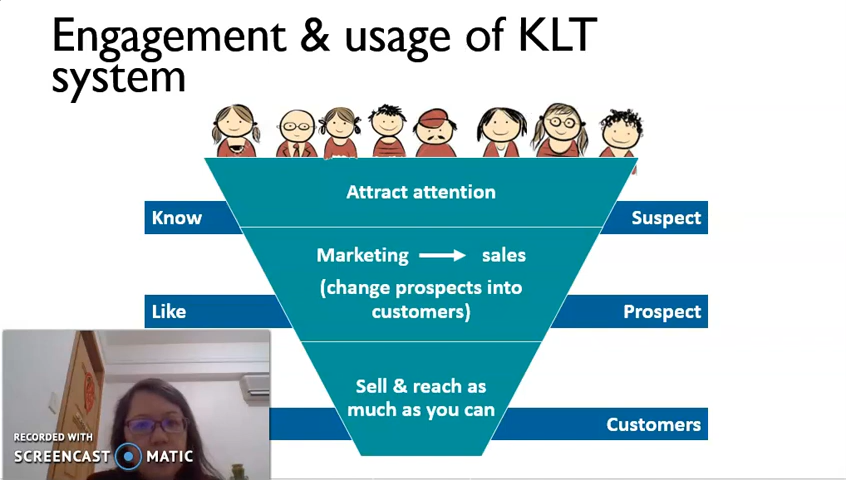 Engagement & usage of KLT
system
Attract attention
Know
Suspect
Marketing → sales
(change prospects into
customers)
Like
Prospect
Sell & reach as
much as you can
Customers
RECORDED WITH
SCREENCAST MATIC